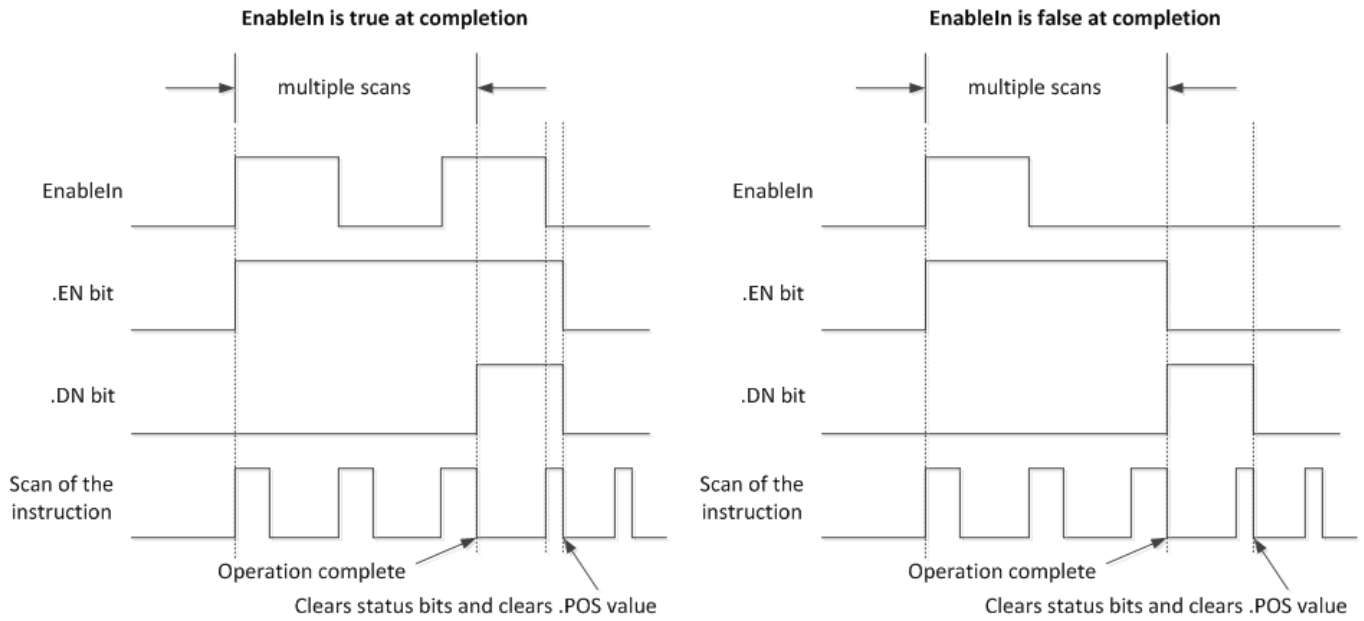 EnableIn is true at completion
multiple scans
EnableIn
.EN bit
.DN bit
Scan of the
instruction
Operation complete
Clears status bits and clears .POS value
EnableIn is false at completion
multiple scans
EnableIn
.EN bit
.DN bit
Scan of the
instruction
Operation complete
Clears status bits and clears .POS value